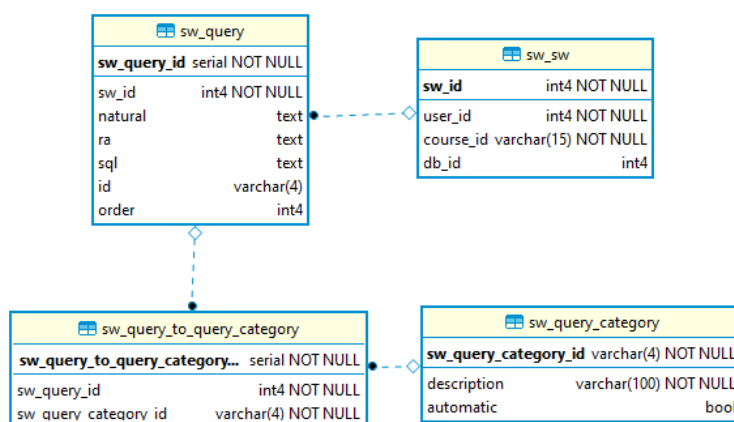 sw_query
sw_query_id serial NOT NULL
sw_id int4 NOT NULL
natural text
ra text
sql text
id varchar(4)
order int4
sw_sw
sw_id int4 NOT NULL
user_id int4 NOT NULL
course_id varchar(15) NOT NULL
db_id int4
sw_query_to_query_category
sw_query_to_query_category... serial NOT NULL
sw_query_id int4 NOT NULL
sw_query_category_id varchar(4) NOT NULL
sw_query_category
sw_query_category_id varchar(4) NOT NULL
description varchar(100) NOT NULL
automatic bool